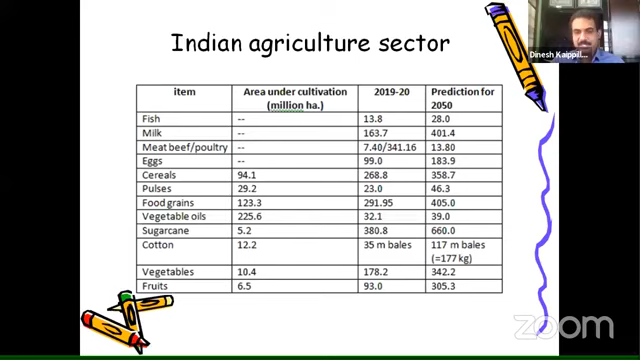 Indian agriculture sector
Dinesh Kaippill...
item Area under cultivation (million ha.) 2019-20 Prediction for 2050
Fish -- 13.8 28.0
Milk -- 163.7 401.4
Meat beef/poultry -- 7.40/341.16 13.80
Eggs -- 99.0 183.9
Cereals 94.1 268.8 358.7
Pulses 29.2 23.0 46.3
Food grains 123.3 291.95 405.0
Vegetable oils 225.6 32.1 39.0
Sugarcane 5.2 380.8 660.0
Cotton 12.2 35 m bales 117 m bales
(=177 kg)
Vegetables 10.4 178.2 342.2
Fruits 6.5 93.0 305.3
zoom